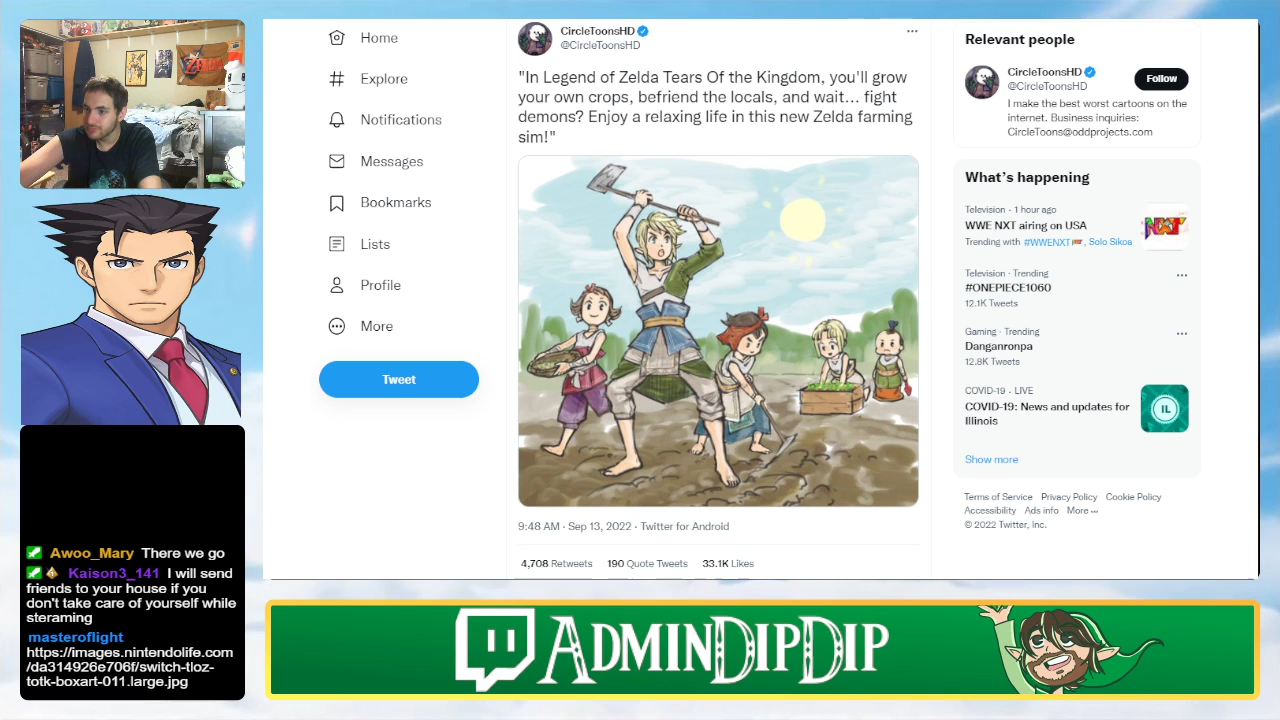 Home
Explore
Notifications
Messages
Bookmarks
Lists
Profile
More
Tweet
CircleToonsHD
@CircleToonsHD
"In Legend of Zelda Tears Of the Kingdom, you'll grow
your own crops, befriend the locals, and wait... fight
demons? Enjoy a relaxing life in this new Zelda farming
sim!"
9:48 AM · Sep 13, 2022 · Twitter for Android
4,708 Retweets 190 Quote Tweets 33.1K Likes
Relevant people
CircleToonsHD
@CircleToonsHD
Follow
I make the best worst cartoons on the
internet. Business inquiries:
CircleToons@oddprojects.com
What's happening
Television · 1 hour ago
WWE NXT airing on USA
Trending with #WWENXT, Solo Sikoa
NXT
Television · Trending
#ONEPIECE1060
12.1K Tweets
Gaming · Trending
Danganronpa
12.8K Tweets
COVID-19 · LIVE
COVID-19: News and updates for
Illinois
IL
Show more
Terms of Service Privacy Policy Cookie Policy
Accessibility Ads info More ···
© 2022 Twitter, Inc.
Awoo_Mary There we go
Kaison3_141 I will send
friends to your house if you
don't take care of yourself while
steraming
masteroflight
https://images.nintendolife.com
/da314926e706f/switch-tloz-
totk-boxart-011.large.jpg
ADMINDIPDIP